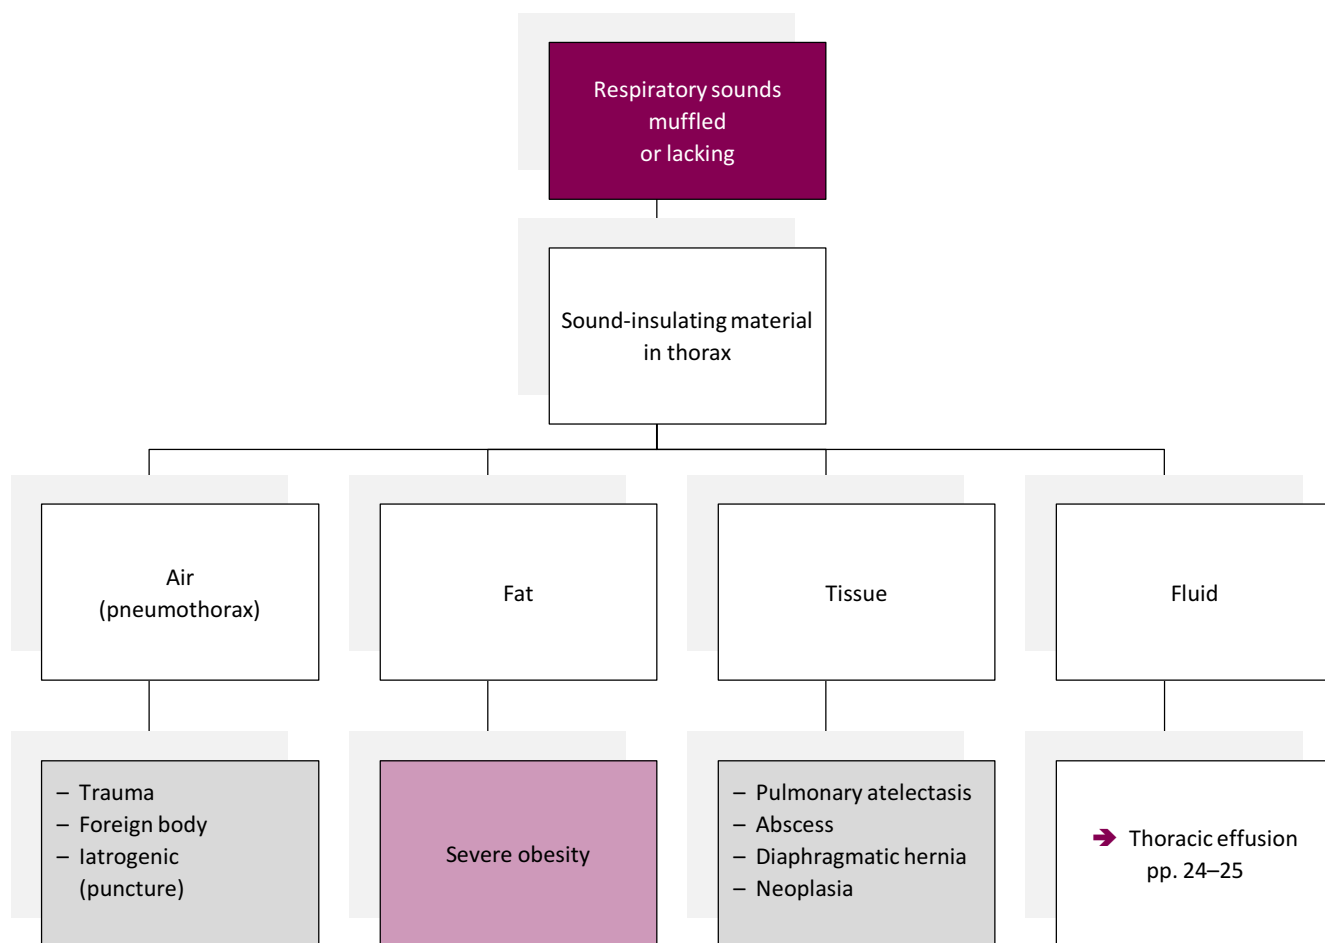 Respiratory sounds
muffled
or lacking
Sound-insulating material
in thorax
Air
(pneumothorax)
Fat
Tissue
Fluid
– Trauma
– Foreign body
– Iatrogenic
(puncture)
Severe obesity
– Pulmonary atelectasis
– Abscess
– Diaphragmatic hernia
– Neoplasia
➔ Thoracic effusion
pp. 24–25